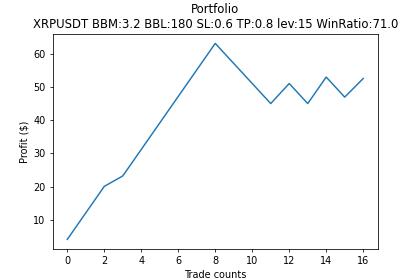 Portfolio
XRPUSDT BBM:3.2 BBL:180 SL:0.6 TP:0.8 lev:15 WinRatio:71.0
60
50
40
30
20
10
Profit ($)
0 2 4 6 8 10 12 14 16
Trade counts